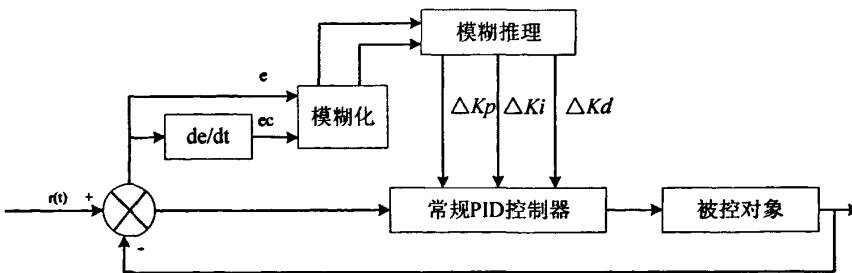 模糊推理
e
模糊化
ec
de/dt
△Kp
△Ki
△Kd
r(t)
+
常规PID控制器
被控对象
-